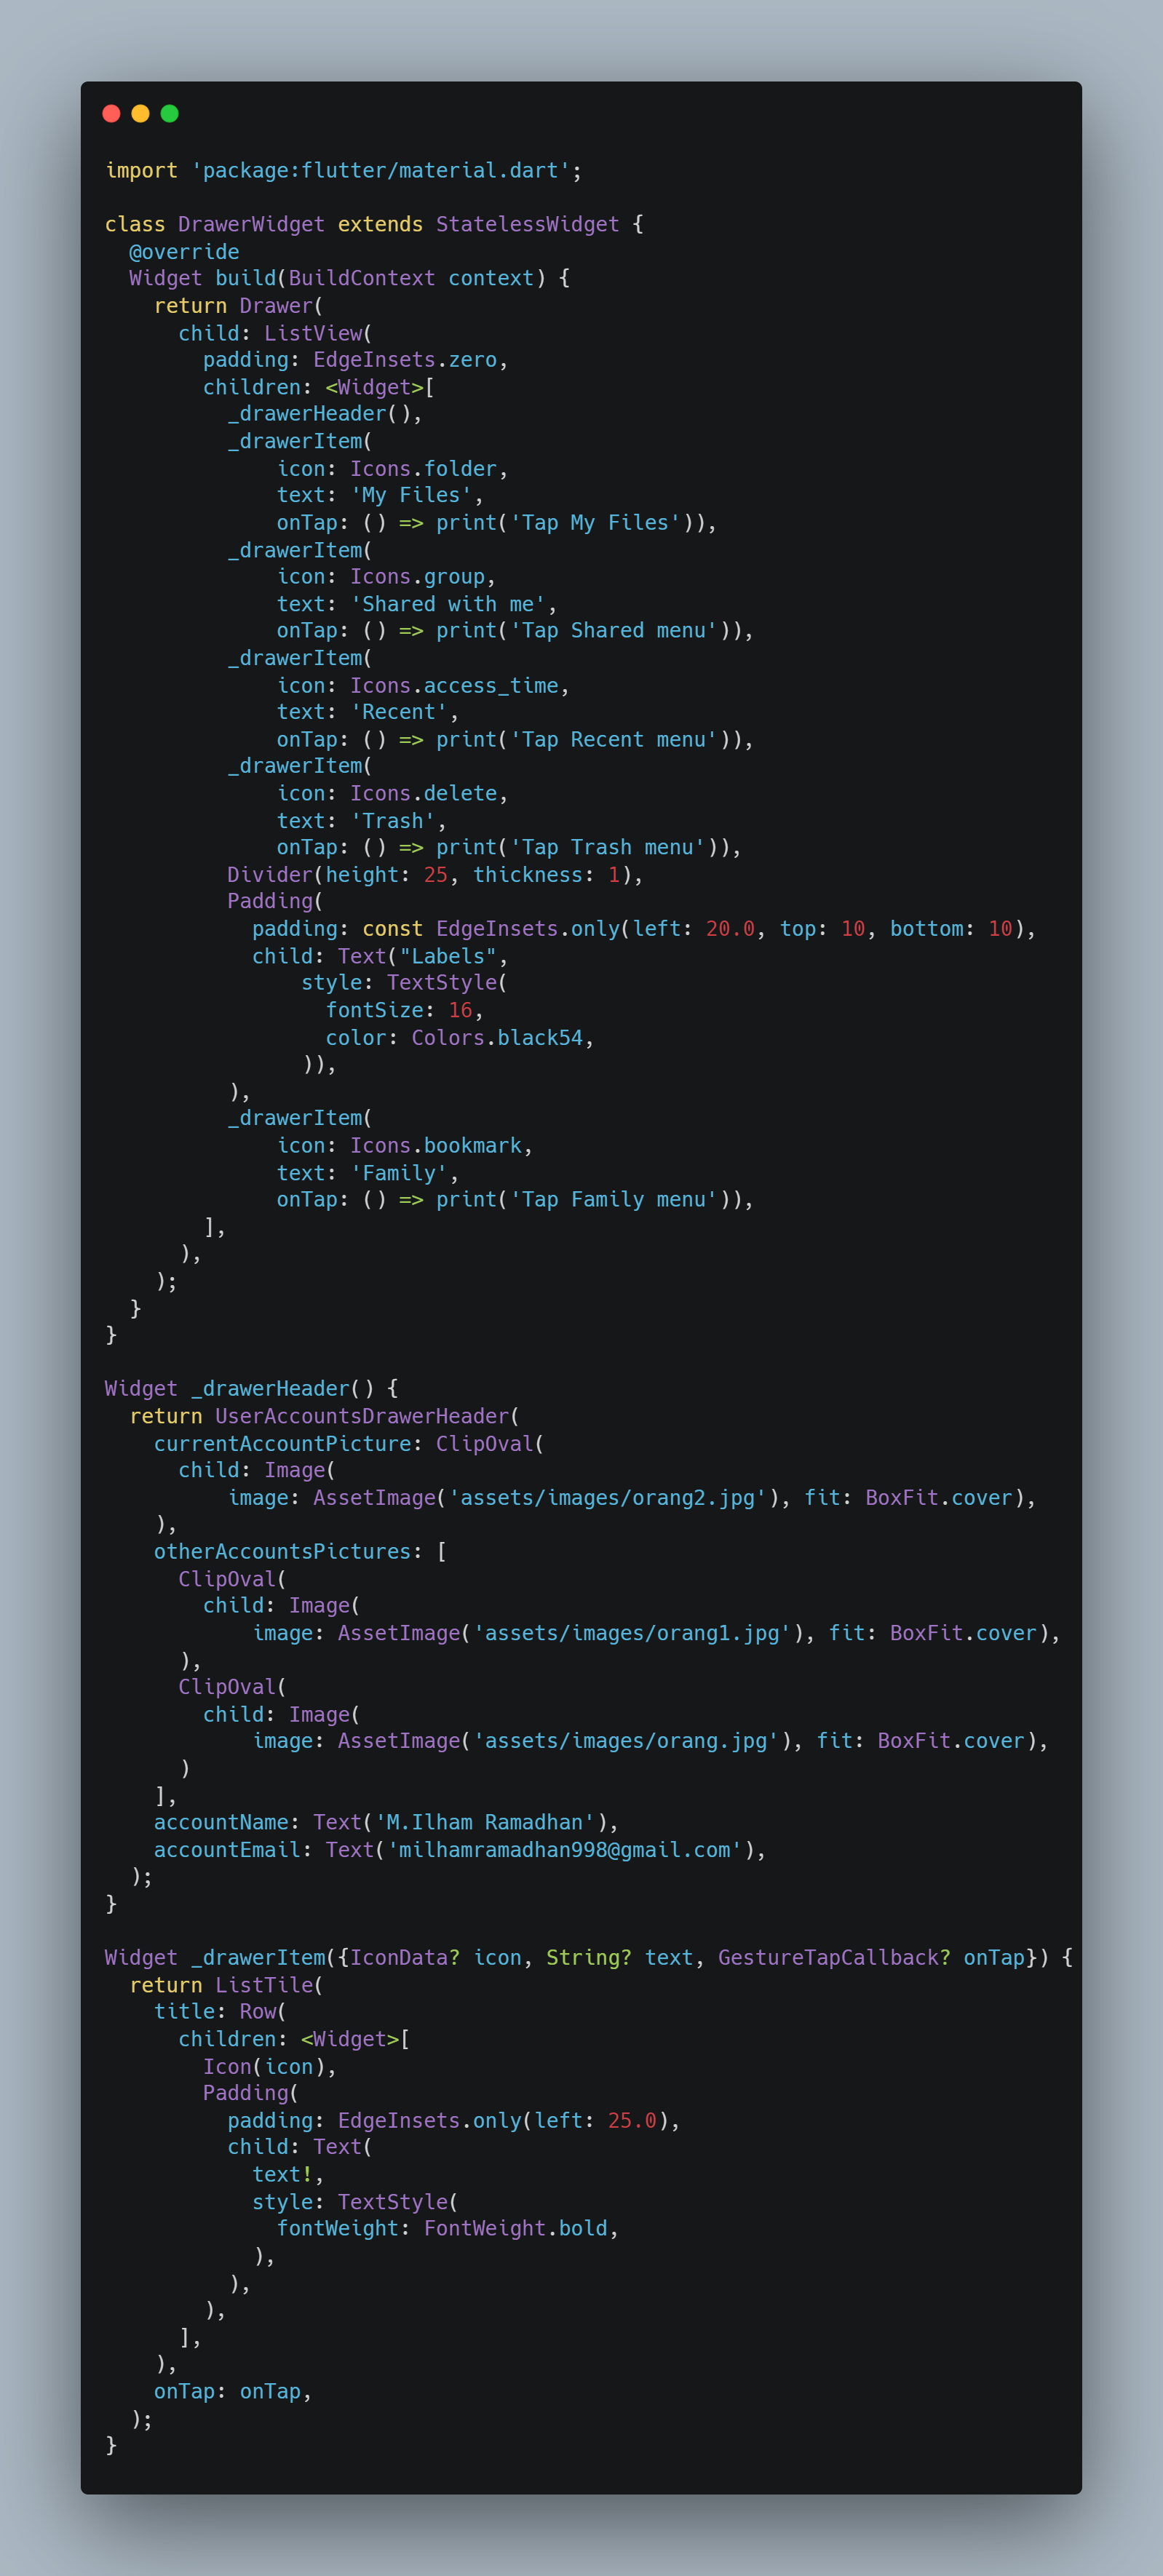 import 'package:flutter/material.dart';

class DrawerWidget extends StatelessWidget {
  @override
  Widget build(BuildContext context) {
    return Drawer(
      child: ListView(
        padding: EdgeInsets.zero,
        children: <Widget>[
          _drawerHeader(),
          _drawerItem(
              icon: Icons.folder,
              text: 'My Files',
              onTap: () => print('Tap My Files')),
          _drawerItem(
              icon: Icons.group,
              text: 'Shared with me',
              onTap: () => print('Tap Shared menu')),
          _drawerItem(
              icon: Icons.access_time,
              text: 'Recent',
              onTap: () => print('Tap Recent menu')),
          _drawerItem(
              icon: Icons.delete,
              text: 'Trash',
              onTap: () => print('Tap Trash menu')),
          Divider(height: 25, thickness: 1),
          Padding(
            padding: const EdgeInsets.only(left: 20.0, top: 10, bottom: 10),
            child: Text("Labels",
                style: TextStyle(
                  fontSize: 16,
                  color: Colors.black54,
                )),
          ),
          _drawerItem(
              icon: Icons.bookmark,
              text: 'Family',
              onTap: () => print('Tap Family menu')),
        ],
      ),
    );
  }
}

Widget _drawerHeader() {
  return UserAccountsDrawerHeader(
    currentAccountPicture: ClipOval(
      child: Image(
          image: AssetImage('assets/images/orang2.jpg'), fit: BoxFit.cover),
    ),
    otherAccountsPictures: [
      ClipOval(
        child: Image(
            image: AssetImage('assets/images/orang1.jpg'), fit: BoxFit.cover),
      ),
      ClipOval(
        child: Image(
            image: AssetImage('assets/images/orang.jpg'), fit: BoxFit.cover),
      )
    ],
    accountName: Text('M.Ilham Ramadhan'),
    accountEmail: Text('milhamramadhan998@gmail.com'),
  );
}

Widget _drawerItem({IconData? icon, String? text, GestureTapCallback? onTap}) {
  return ListTile(
    title: Row(
      children: <Widget>[
        Icon(icon),
        Padding(
          padding: EdgeInsets.only(left: 25.0),
          child: Text(
            text!,
            style: TextStyle(
              fontWeight: FontWeight.bold,
            ),
          ),
        ),
      ],
    ),
    onTap: onTap,
  );
}